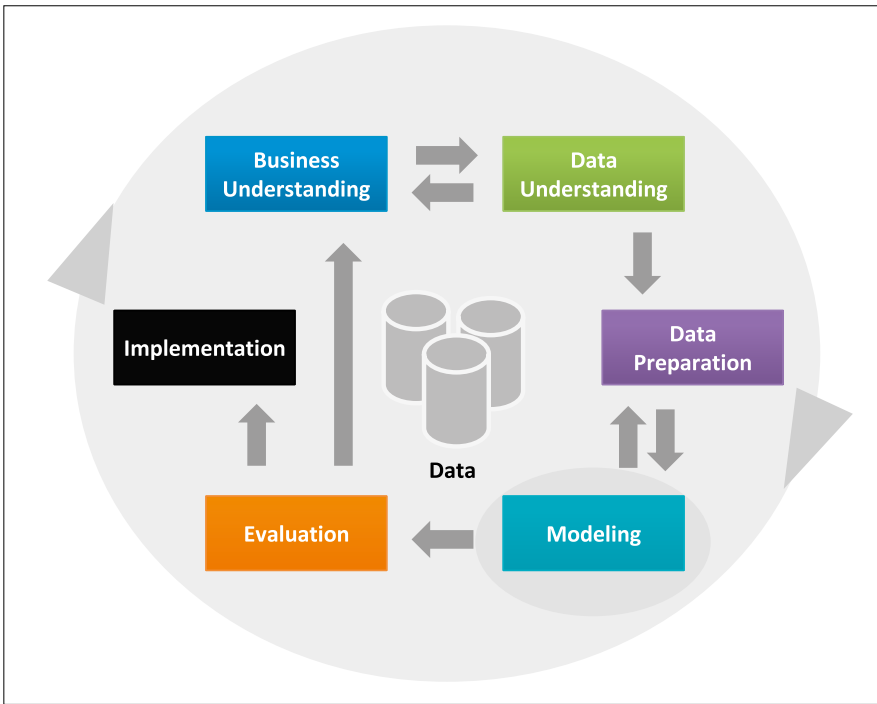 Business
Understanding
Data
Understanding
Implementation
Data
Preparation
Data
Evaluation
Modeling